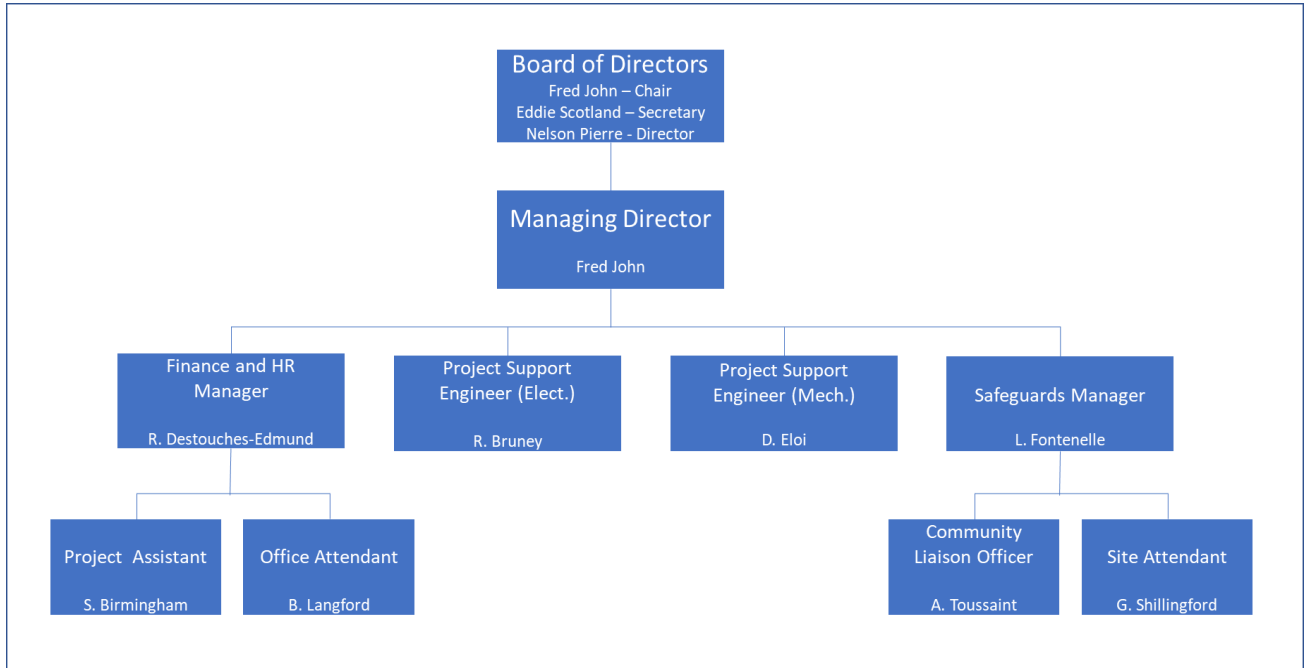 Board of Directors
Fred John – Chair
Eddie Scotland – Secretary
Nelson Pierre - Director
Managing Director
Fred John
Finance and HR
Manager
R. Destouches-Edmund
Project Support
Engineer (Elect.)
R. Bruney
Project Support
Engineer (Mech.)
D. Eloi
Safeguards Manager
L. Fontenelle
Project Assistant
S. Birmingham
Office Attendant
B. Langford
Community
Liaison Officer
A. Toussaint
Site Attendant
G. Shillingford